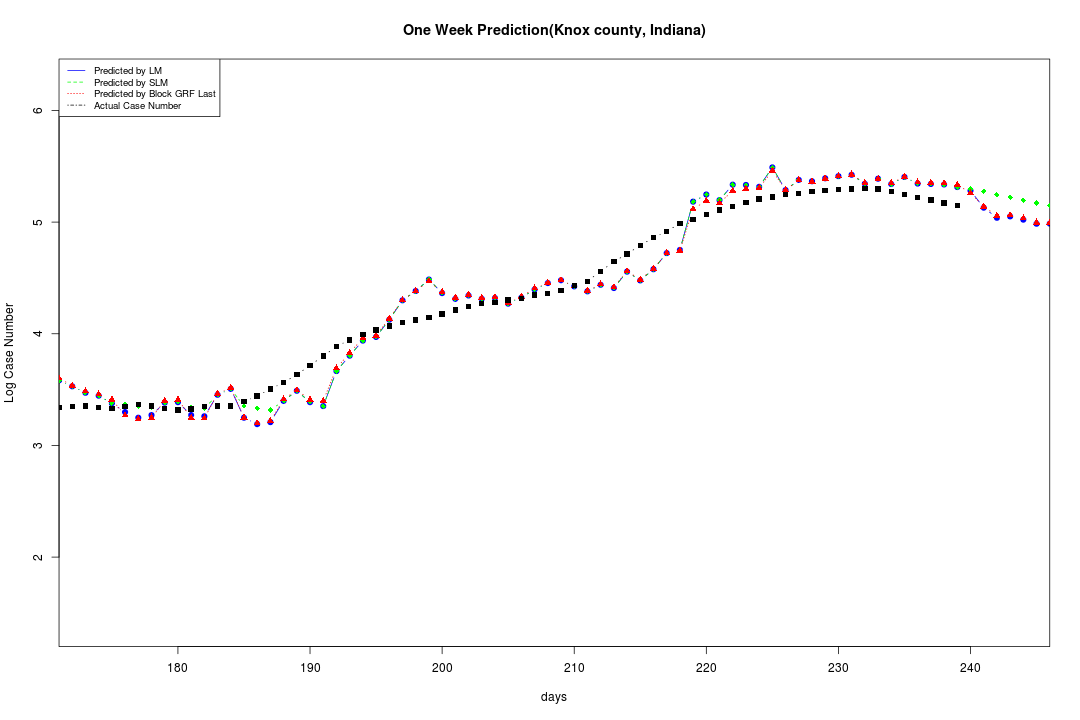 One Week Prediction(Knox county, Indiana)
Predicted by LM
Predicted by SLM
Predicted by Block GRF Last
Actual Case Number
Log Case Number
6
5
4
3
2
180 190 200 210 220 230 240
days